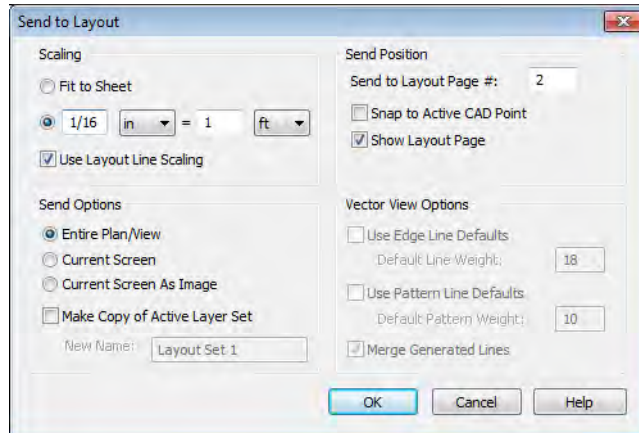 Send to Layout
Scaling
Fit to Sheet
1/16 in = 1 ft
Use Layout Line Scaling
Send Position
Send to Layout Page #: 2
Snap to Active CAD Point
Show Layout Page
Send Options
Entire Plan/View
Current Screen
Current Screen As Image
Make Copy of Active Layer Set
New Name: Layout Set 1
Vector View Options
Use Edge Line Defaults
Default Line Weight: 18
Use Pattern Line Defaults
Default Pattern Weight: 10
Merge Generated Lines
OK Cancel Help